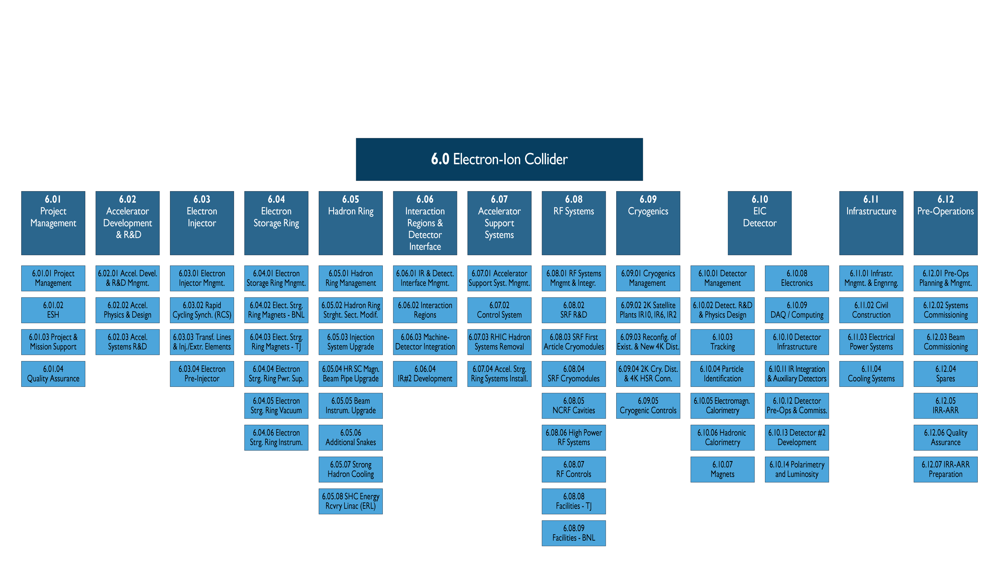 6.0 Electron-Ion Collider
6.01
Project
Management
6.01.01 Project
Management
6.01.02
ESH
6.01.03 Project &
Mission Support
6.01.04
Quality Assurance
6.02
Accelerator
Development
& R&D
6.02.01 Accel. Devel.
& R&D Mngmt.
6.02.02 Accel.
Physics & Design
6.02.03 Accel.
Systems R&D
6.03
Electron
Injector
6.03.01 Electron
Injector Mngmt.
6.03.02 Rapid
Cycling Synch. (RCS)
6.03.03 Transf. Lines
& Inj./Extr. Elements
6.03.04 Electron
Pre-Injector
6.04
Electron
Storage Ring
6.04.01 Electron
Storage Ring Mngmt.
6.04.02 Elect. Strg.
Ring Magnets - BNL
6.04.03 Elect. Strg.
Ring Magnets - TJ
6.04.04 Electron
Strg. Ring Pwr. Sup.
6.04.05 Electron
Strg. Ring Vacuum
6.04.06 Electron
Strg. Ring Instrum.
6.05
Hadron Ring
6.05.01 Hadron
Ring Management
6.05.02 Hadron Ring
Strght. Sect. Modif.
6.05.03 Injection
System Upgrade
6.05.04 HR SC Magn.
Beam Pipe Upgrade
6.05.05 Beam
Instrum. Upgrade
6.05.06
Additional Snakes
6.05.07 Strong
Hadron Cooling
6.05.08 SHC Energy
Rcvry Linac (ERL)
6.06
Interaction
Regions &
Detector
Interface
6.06.01 IR & Detect.
Interface Mngmt.
6.06.02 Interaction
Regions
6.06.03 Machine-
Detector Integration
6.06.04
IR#2 Development
6.07
Accelerator
Support
Systems
6.07.01 Accelerator
Support Syst. Mngmt.
6.07.02
Control System
6.07.03 RHIC Hadron
Systems Removal
6.07.04 Accel. Strg.
Ring Systems Install.
6.08
RF Systems
6.08.01 RF Systems
Mngmt & Integr.
6.08.02
SRF R&D
6.08.03 SRF First
Article Cryomodules
6.08.04
SRF Cryomodules
6.08.05
NCRF Cavities
6.08.06 High Power
RF Systems
6.08.07
RF Controls
6.08.08
Facilities - TJ
6.08.09
Facilities - BNL
6.09
Cryogenics
6.09.01 Cryogenics
Management
6.09.02 2K Satellite
Plants IR10, IR6, IR2
6.09.03 Reconfig. of
Exist. & New 4K Dist.
6.09.04 2K Cry. Dist.
& 4K HSR Conn.
6.09.05
Cryogenic Controls
6.10
EIC
Detector
6.10.01 Detector
Management
6.10.02 Detect. R&D
& Physics Design
6.10.03
Tracking
6.10.04 Particle
Identification
6.10.05 Electromagn.
Calorimetry
6.10.06 Hadronic
Calorimetry
6.10.07
Magnets
6.10.08
Electronics
6.10.09
DAQ / Computing
6.10.10 Detector
Infrastructure
6.10.11 IR Integration
& Auxiliary Detectors
6.10.12 Detector
Pre-Ops & Commiss.
6.10.13 Detector #2
Development
6.10.14 Polarimetry
and Luminosity
6.11
Infrastructure
6.11.01 Infrastr.
Mngmt. & Engnrng.
6.11.02 Civil
Construction
6.11.03 Electrical
Power Systems
6.11.04
Cooling Systems
6.12
Pre-Operations
6.12.01 Pre-Ops
Planning & Mngmt.
6.12.02 Systems
Commissioning
6.12.03 Beam
Commissioning
6.12.04
Spares
6.12.05
IRR-ARR
6.12.06 Quality
Assurance
6.12.07 IRR-ARR
Preparation